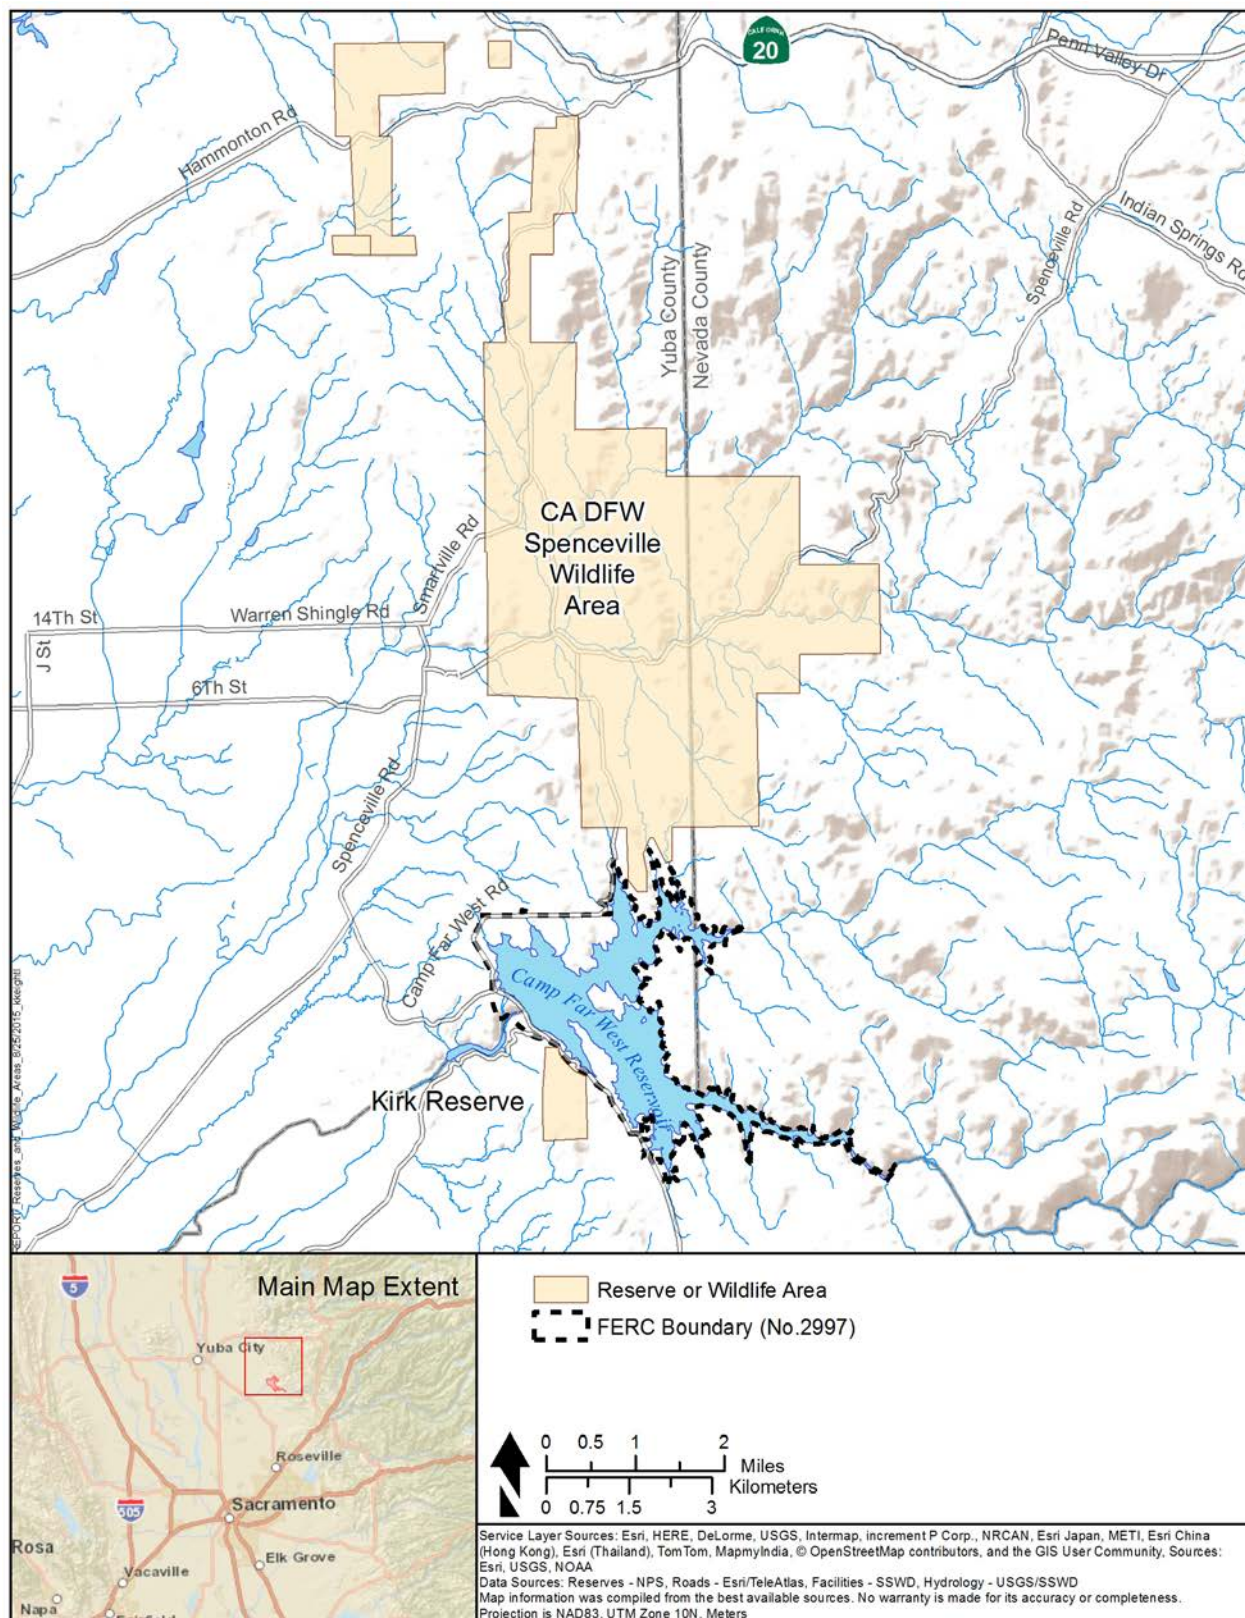 CALIFORNIA
20
Penn Valley Dr
Hammonton Rd
Indian Springs Rd
Spenceville Rd
Yuba County
Nevada County
CA DFW
Spenceville
Wildlife
Area
Smartville Rd
14Th St
Warren Shingle Rd
J St
6Th St
Spenceville Rd
Camp Far West Rd
Camp Far West Reservoir
Kirk Reserve
Main Map Extent
5
Yuba City
Roseville
505
Sacramento
Rosa
Elk Grove
Vacaville
Napa
Fairfield
Reserve or Wildlife Area
FERC Boundary (No.2997)
0 0.5 1 2
Miles
Kilometers
0 0.75 1.5 3
N
Service Layer Sources: Esri, HERE, DeLorme, USGS, Intermap, increment P Corp., NRCAN, Esri Japan, METI, Esri China
(Hong Kong), Esri (Thailand), TomTom, MapmyIndia, © OpenStreetMap contributors, and the GIS User Community, Sources:
Esri, USGS, NOAA
Data Sources: Reserves - NPS, Roads - Esri/TeleAtlas, Facilities - SSWD, Hydrology - USGS/SSWD
Map information was compiled from the best available sources. No warranty is made for its accuracy or completeness.
Projection is NAD83, UTM Zone 10N, Meters